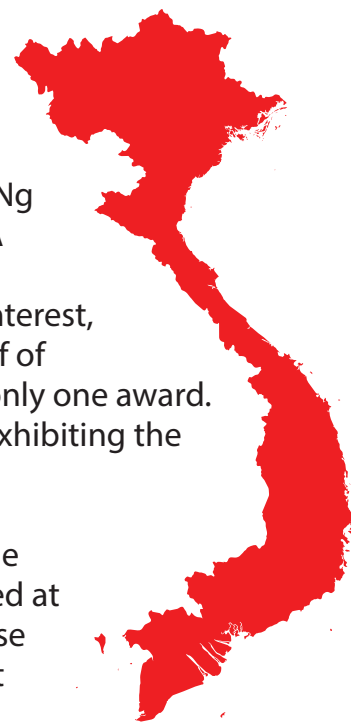 Ng
A
nterest,
f of
only one award.
xhibiting the
e
ed at
se
t